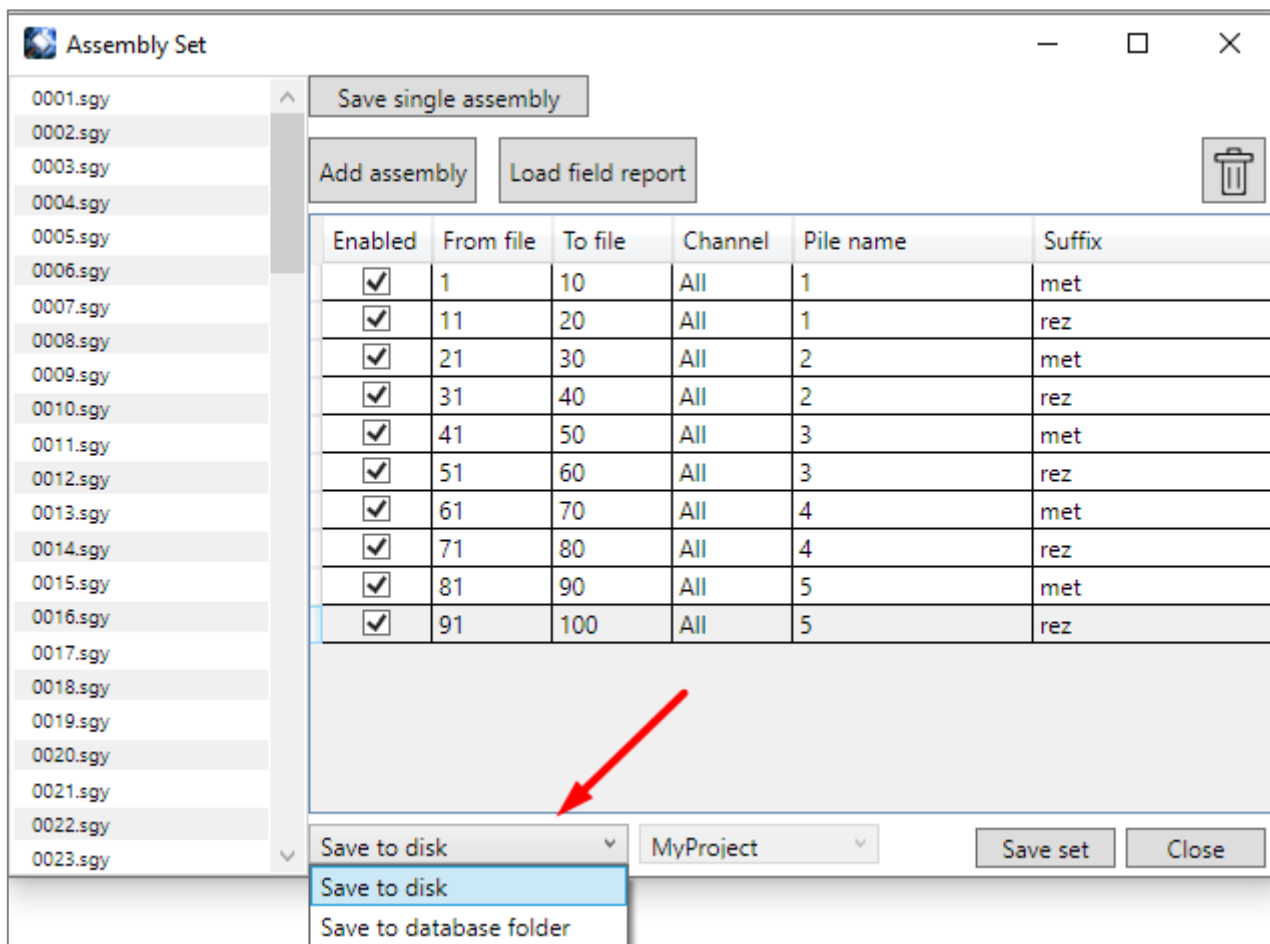 Assembly Set
0001.sgy
0002.sgy
0003.sgy
0004.sgy
0005.sgy
0006.sgy
0007.sgy
0008.sgy
0009.sgy
0010.sgy
0011.sgy
0012.sgy
0013.sgy
0014.sgy
0015.sgy
0016.sgy
0017.sgy
0018.sgy
0019.sgy
0020.sgy
0021.sgy
0022.sgy
0023.sgy
Save single assembly
Add assembly Load field report
Enabled From file To file Channel Pile name Suffix
1 10 All 1 met
11 20 All 1 rez
21 30 All 2 met
31 40 All 2 rez
41 50 All 3 met
51 60 All 3 rez
61 70 All 4 met
71 80 All 4 rez
81 90 All 5 met
91 100 All 5 rez
Save to disk MyProject Save set Close
Save to disk
Save to database folder